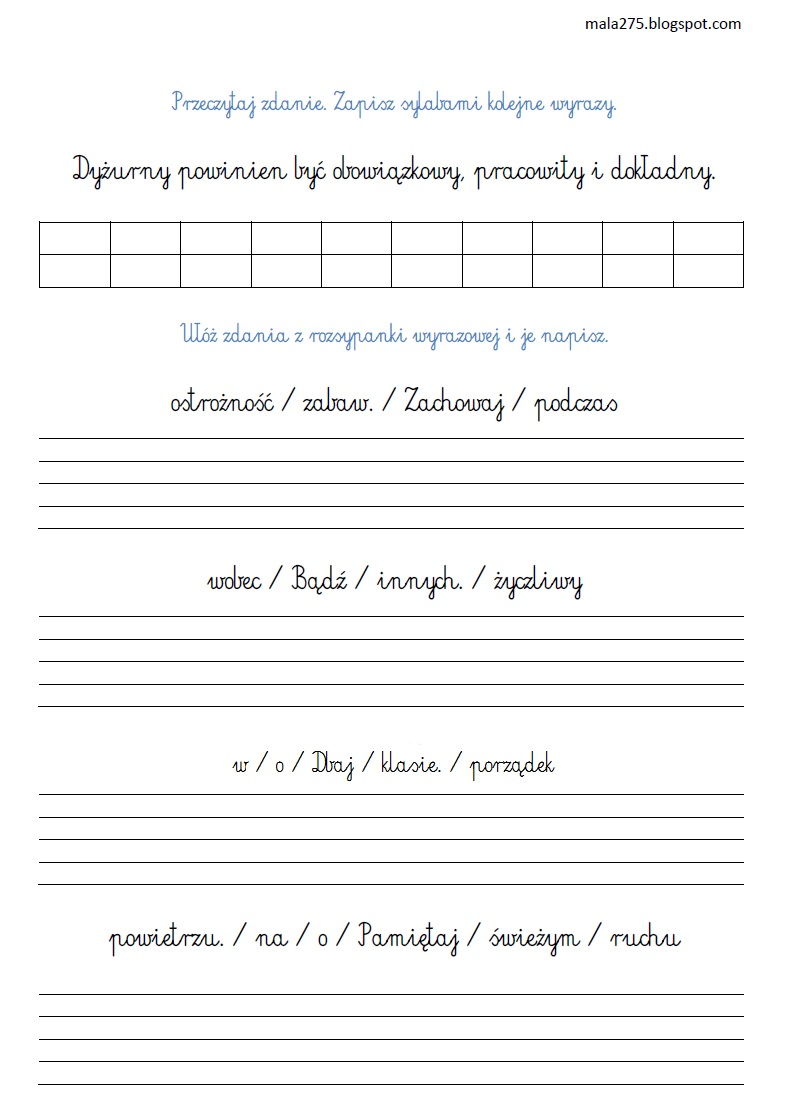 mala275.blogspot.com
Przeczytaj zdanie. Zapisz sylabami kolejne wyrazy.
Dyżurny powinien być obowiązkowy, pracowity i dokładny.
Ułóż zdania z rozsypanki wyrazowej i je napisz.
ostrożność / zabaw. / Zachowaj / podczas
wobec / Bądź / innych. / życzliwy
w / o / Dbaj / klasie. / porządek
powietrzu. / na / o / Pamiętaj / świeżym / ruchu